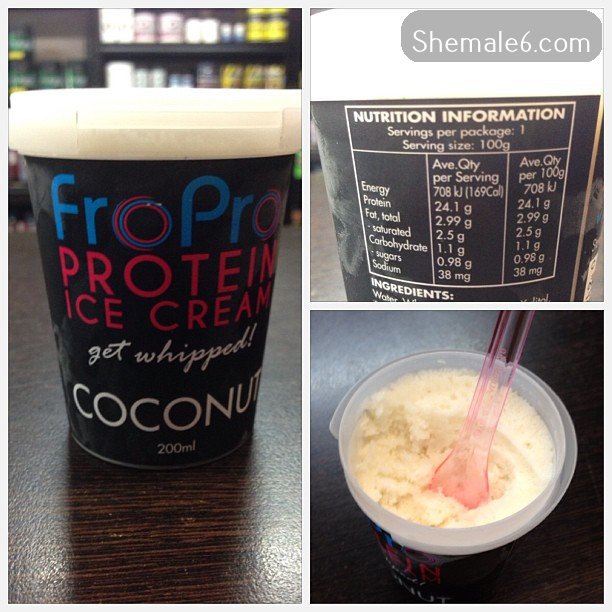 FroPro
PROTEIN
ICE CREAM
get whipped!
COCONUT
200ml
Shemale6.com
NUTRITION INFORMATION
Servings per package: 1
Serving size: 100g
Ave.Qty per Serving Ave.Qty per 100g
Energy 708 kJ (169Cal) 708 kJ
Protein 24.1 g 24.1 g
Fat, total 2.99 g 2.99 g
- saturated 2.5 g 2.5 g
Carbohydrate 1.1 g 1.1 g
- sugars 0.98 g 0.98 g
Sodium 38 mg 38 mg
INGREDIENTS:
Water,